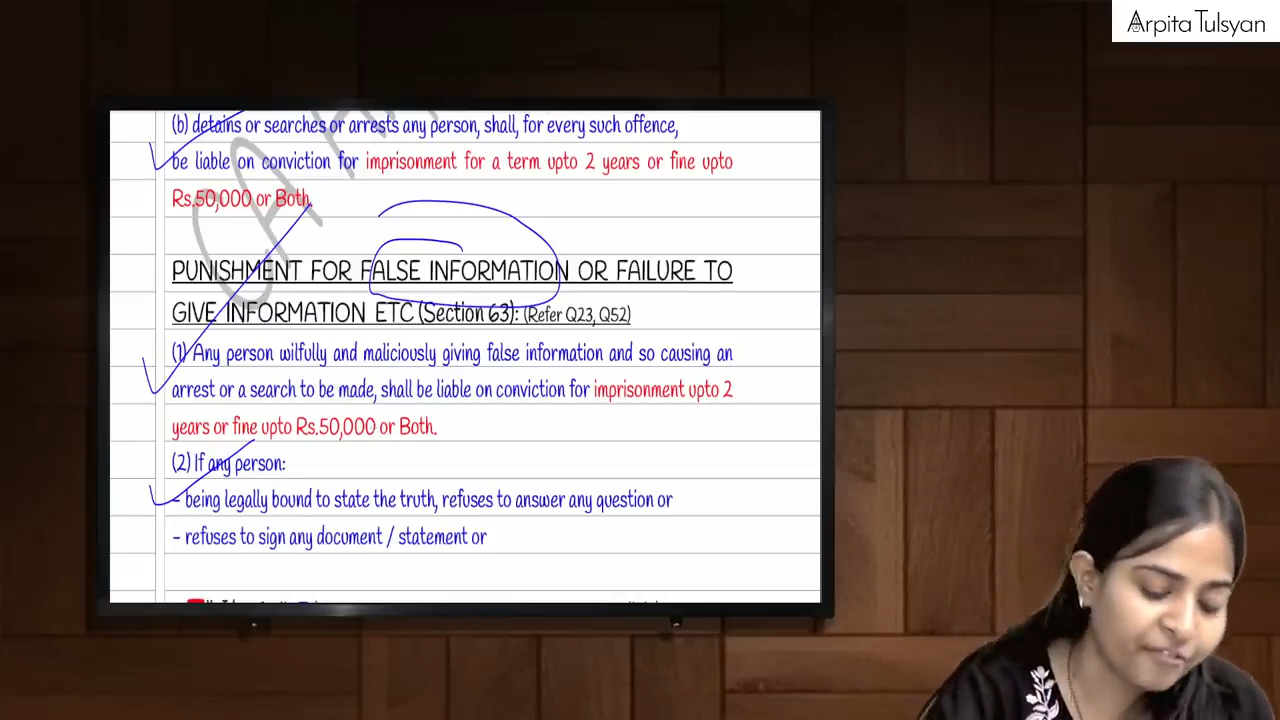 Arpita Tulsyan
(b) detains or searches or arrests any person, shall, for every such offence,
be liable on conviction for imprisonment for a term upto 2 years or fine upto
Rs.50,000 or Both.
PUNISHMENT FOR FALSE INFORMATION OR FAILURE TO
GIVE INFORMATION ETC (Section 63): (Refer Q23, Q52)
(1) Any person wilfully and maliciously giving false information and so causing an
arrest or a search to be made, shall be liable on conviction for imprisonment upto 2
years or fine upto Rs.50,000 or Both.
(2) If any person:
- being legally bound to state the truth, refuses to answer any question or
- refuses to sign any document / statement or
CA